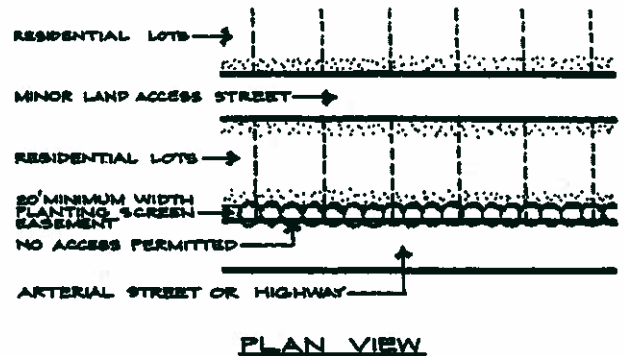 RESIDENTIAL LOTS
MINOR LAND ACCESS STREET
RESIDENTIAL LOTS
20' MINIMUM WIDTH
PLANTING SCREEN
EASEMENT
NO ACCESS PERMITTED
ARTERIAL STREET OR HIGHWAY
PLAN VIEW